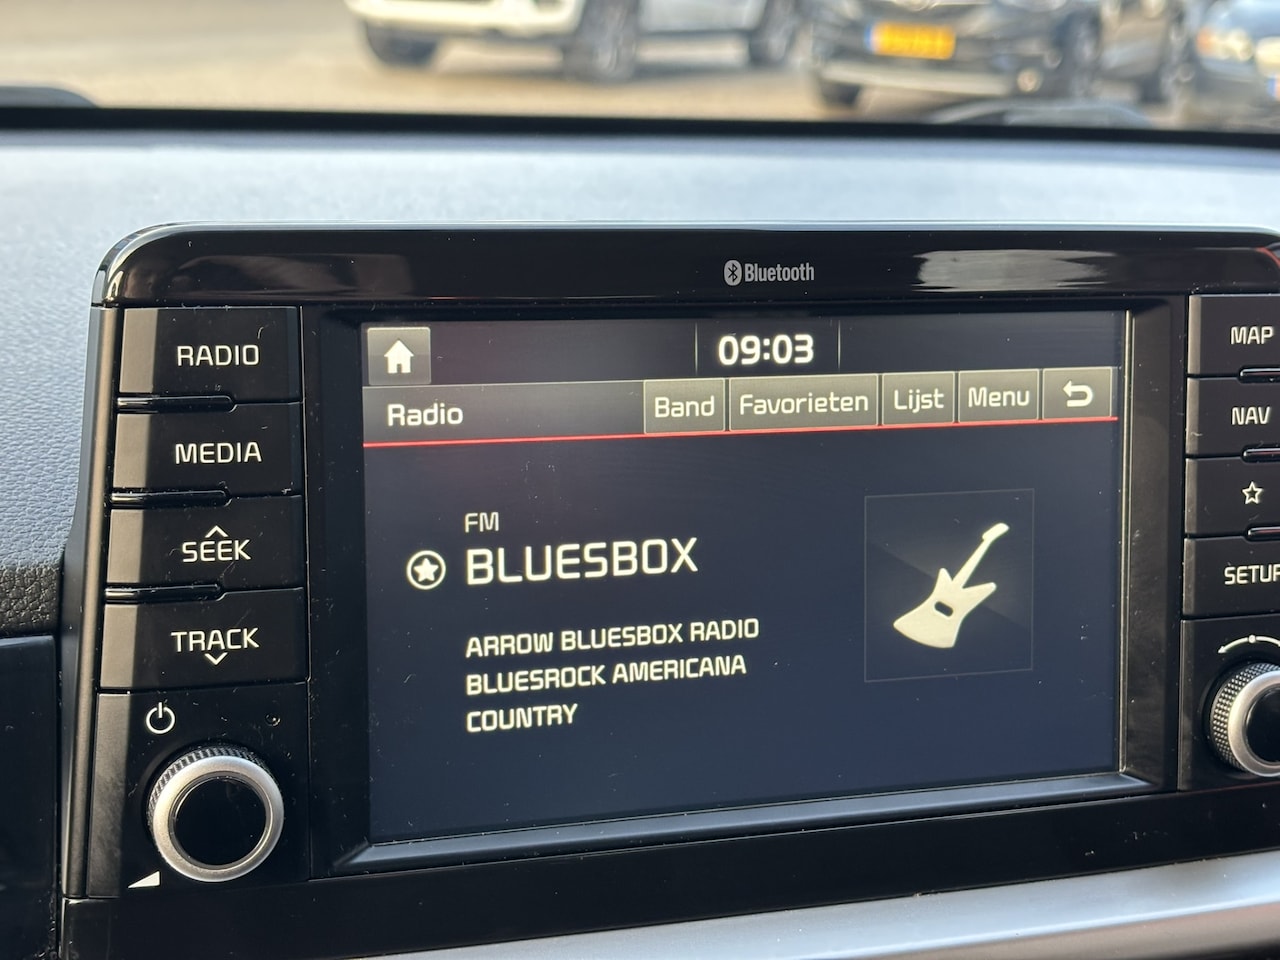 Bluetooth
RADIO
MEDIA
SEEK
TRACK
09:03
Radio
Band
Favorieten
Lijst
Menu
FM
BLUESBOX
ARROW BLUESBOX RADIO
BLUESROCK AMERICANA
COUNTRY
MAP
NAV
SETUP